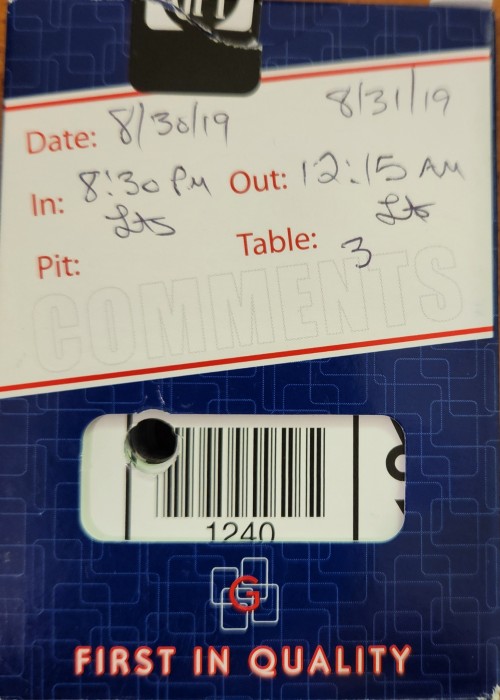 Date: 8/30/19 8/31/19
In: 8:30 PM Out: 12:15 AM
Pit: Table: 3
COMMENTS
1240
G
FIRST IN QUALITY